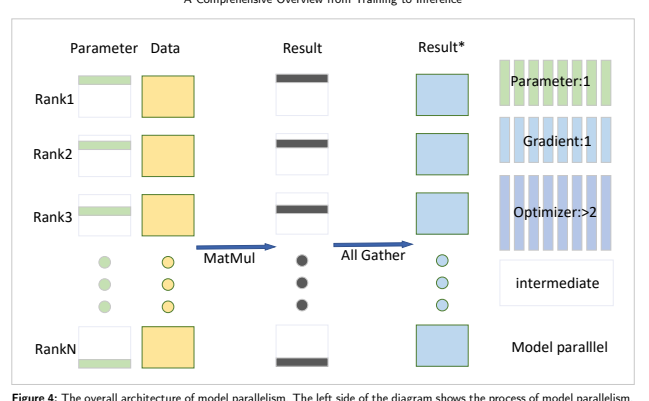 A Comprehensive Overview from Training to Inference
Parameter Data Result Result*
Rank1
Rank2
Rank3
RankN
MatMul
All Gather
Parameter:1
Gradient:1
Optimizer:>2
intermediate
Model paralllel
Figure 4: The overall architecture of model parallelism. The left side of the diagram shows the process of model parallelism,